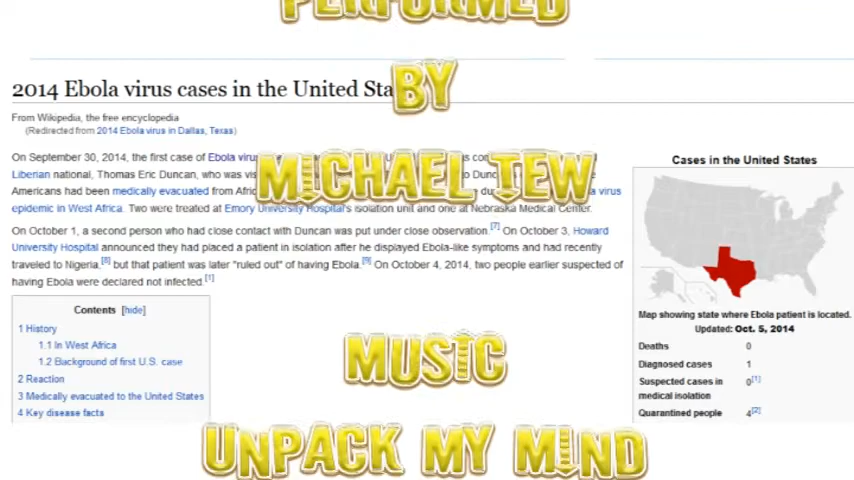 PERFORMED
BY
MICHAEL TEW
MUSIC
UNPACK MY MIND
2014 Ebola virus cases in the United Sta
From Wikipedia, the free encyclopedia
(Redirected from 2014 Ebola virus in Dallas, Texas)
On September 30, 2014, the first case of Ebola viru
Liberian national, Thomas Eric Duncan, who was vis
Americans had been medically evacuated from Afri a virus
epidemic in West Africa. Two were treated at Emory University Hospital's isolation unit and one at Nebraska Medical Center.
On October 1, a second person who had close contact with Duncan was put under close observation.[7] On October 3, Howard
University Hospital announced they had placed a patient in isolation after he displayed Ebola-like symptoms and had recently
traveled to Nigeria,[8] but that patient was later "ruled out" of having Ebola.[9] On October 4, 2014, two people earlier suspected of
having Ebola were declared not infected.[1]
Contents [hide]
1 History
1.1 In West Africa
1.2 Background of first U.S. case
2 Reaction
3 Medically evacuated to the United States
4 Key disease facts
Cases in the United States
Map showing state where Ebola patient is located.
Updated: Oct. 5, 2014
Deaths 0
Diagnosed cases 1
Suspected cases in 0[1]
medical isolation
Quarantined people 4[2]